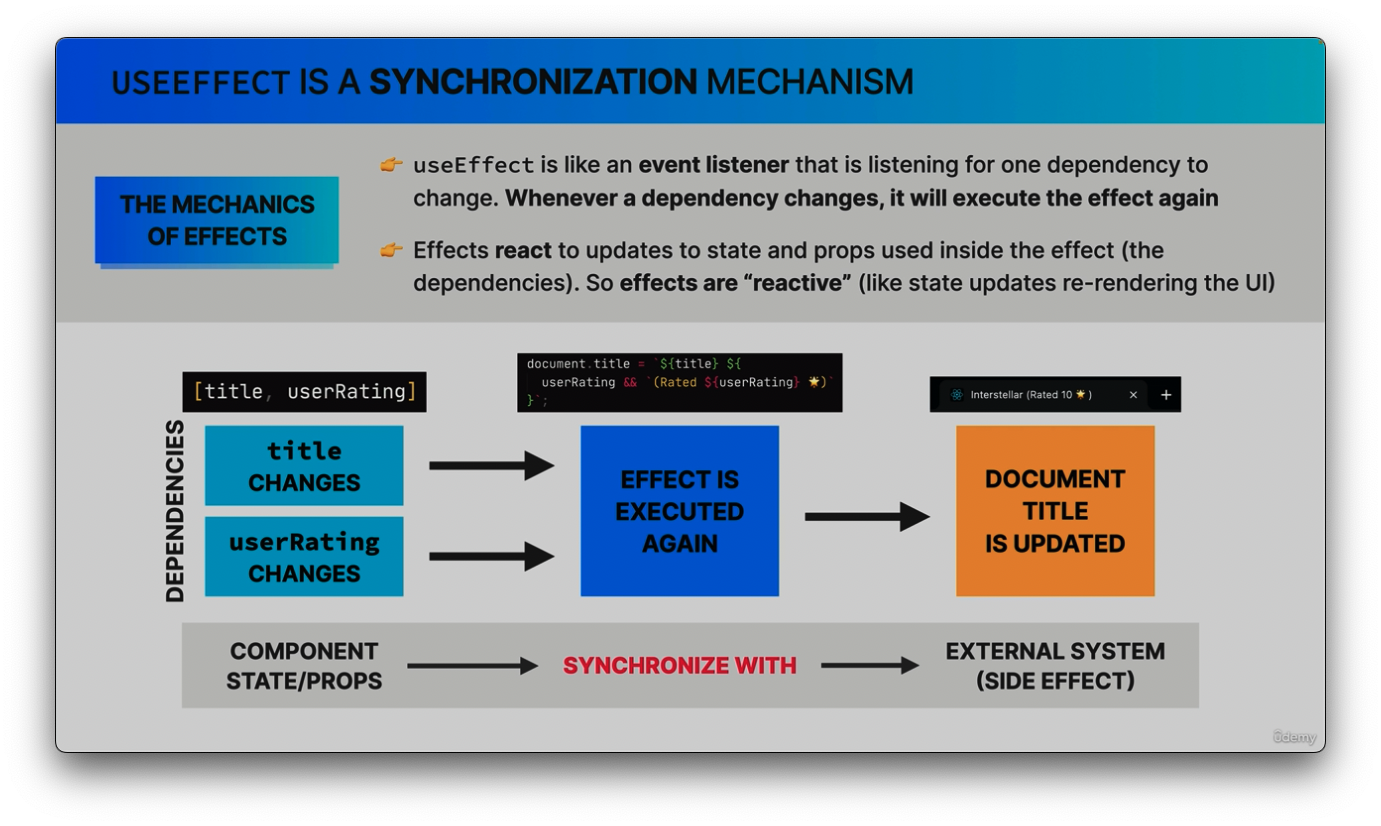 USEEFFECT IS A SYNCHRONIZATION MECHANISM
THE MECHANICS
OF EFFECTS
👉 useEffect is like an event listener that is listening for one dependency to
change. Whenever a dependency changes, it will execute the effect again
👉 Effects react to updates to state and props used inside the effect (the
dependencies). So effects are “reactive” (like state updates re-rendering the UI)
[title, userRating]
document.title = `${title} ${
userRating && `(Rated ${userRating} 🌟)`
}`;
Interstellar (Rated 10 🌟)
DEPENDENCIES
title
CHANGES
userRating
CHANGES
EFFECT IS
EXECUTED
AGAIN
DOCUMENT
TITLE
IS UPDATED
COMPONENT
STATE/PROPS
SYNCHRONIZE WITH
EXTERNAL SYSTEM
(SIDE EFFECT)
ûdemy